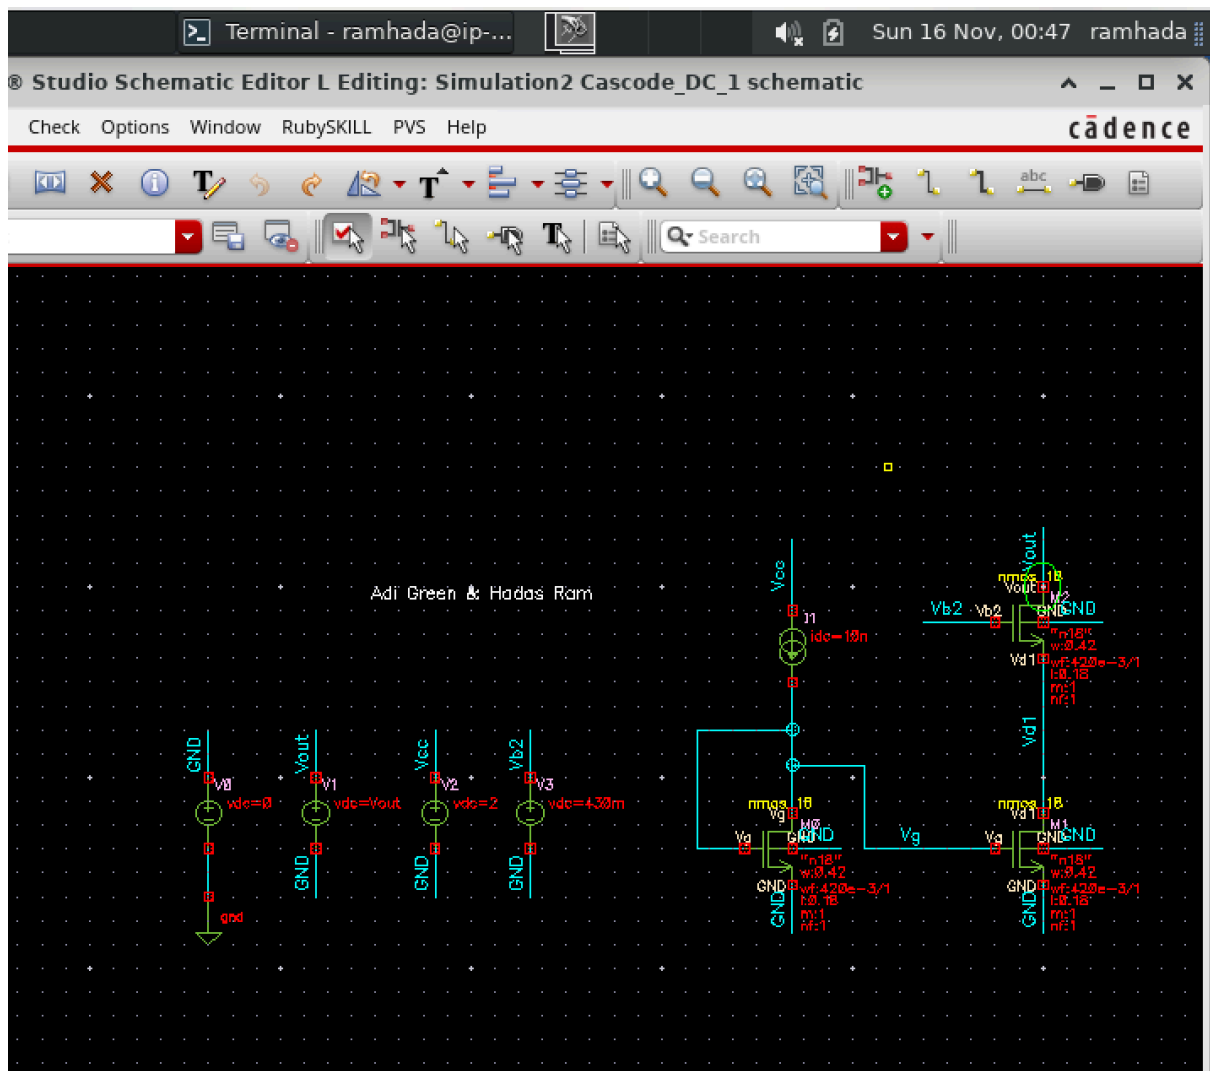 Terminal - ramhada@ip-...
Sun 16 Nov, 00:47 ramhada
® Studio Schematic Editor L Editing: Simulation2 Cascode_DC_1 schematic
Check Options Window RubySKILL PVS Help
cādence
abc
Search
Adi Green & Hadas Ram
Vcc
I1
idc=10n
Vout
nmos_18
Vout
M2
Vb2
Vb2
GND
GND
"n18"
w:0.42
Vd1
wf:420e-3/1
l:0.18
m:1
nf:1
Vd1
GND
V0
vdc=0
gnd
Vout
V1
vdc=Vout
GND
Vcc
V2
vdc=2
GND
Vb2
V3
vdc=430m
GND
nmos_18
Vg
M0
Vg
GND
"n18"
w:0.42
GND
wf:420e-3/1
l:0.18
m:1
nf:1
GND
Vg
nmos_18
Vd1
M1
Vg
GND
GND
"n18"
w:0.42
GND
wf:420e-3/1
l:0.18
m:1
nf:1
GND